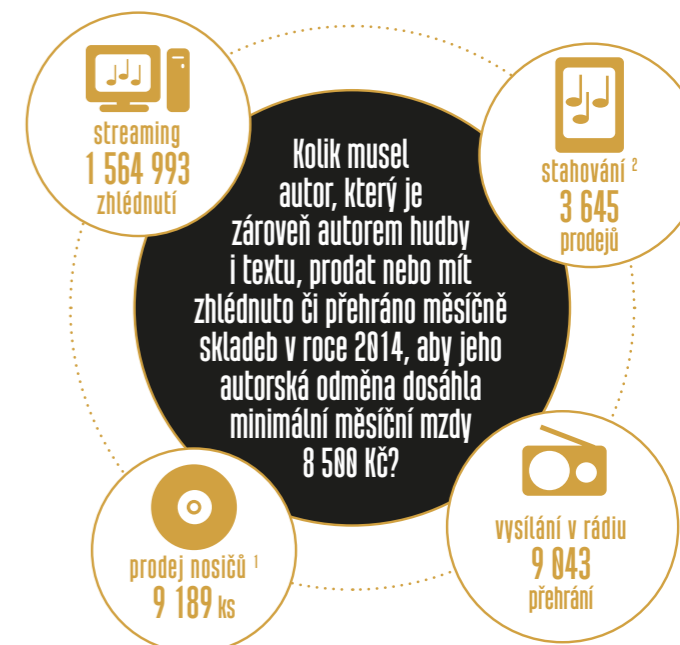 streaming
1 564 993
zhlédnutí
stahování ²
3 645
prodejů
Kolik musel
autor, který je
zároveň autorem hudby
i textu, prodat nebo mít
zhlédnuto či přehráno měsíčně
skladeb v roce 2014, aby jeho
autorská odměna dosáhla
minimální měsíční mzdy
8 500 Kč?
prodej nosičů ¹
9 189 ks
vysílání v rádiu
9 043
přehrání